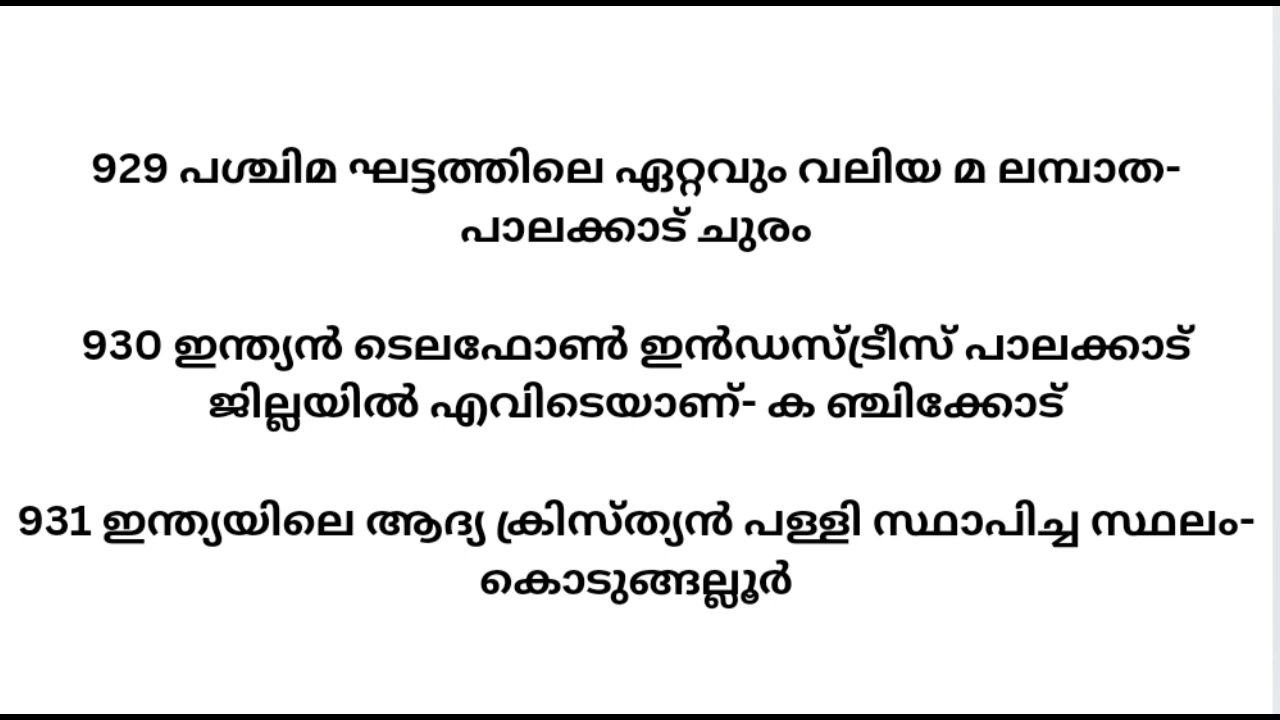 929 പശ്ചിമ ഘട്ടത്തിലെ ഏറ്റവും വലിയ മ ലമ്പാത-
പാലക്കാട് ചുരം
930 ഇന്ത്യൻ ടെലഫോൺ ഇൻഡസ്ട്രീസ് പാലക്കാട്
ജില്ലയിൽ എവിടെയാണ്- ക ഞ്ചിക്കോട്
931 ഇന്ത്യയിലെ ആദ്യ ക്രിസ്ത്യൻ പള്ളി സ്ഥാപിച്ച സ്ഥലം-
കൊടുങ്ങല്ലൂർ